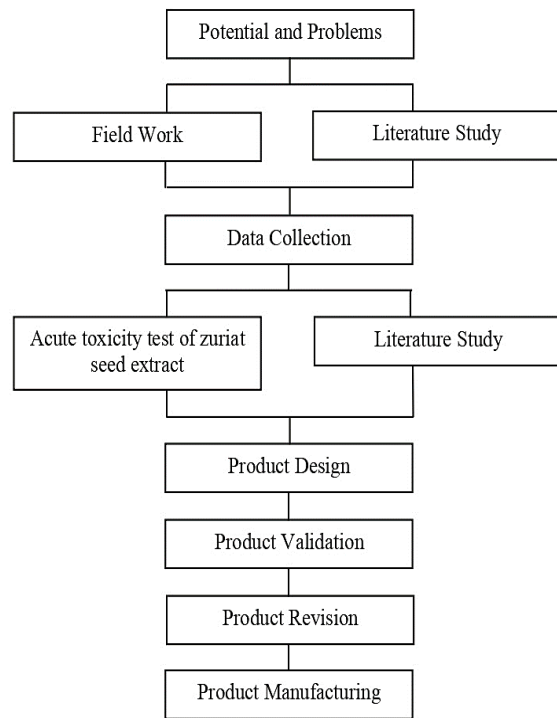 Potential and Problems
Field Work
Literature Study
Data Collection
Acute toxicity test of zuriat
seed extract
Literature Study
Product Design
Product Validation
Product Revision
Product Manufacturing